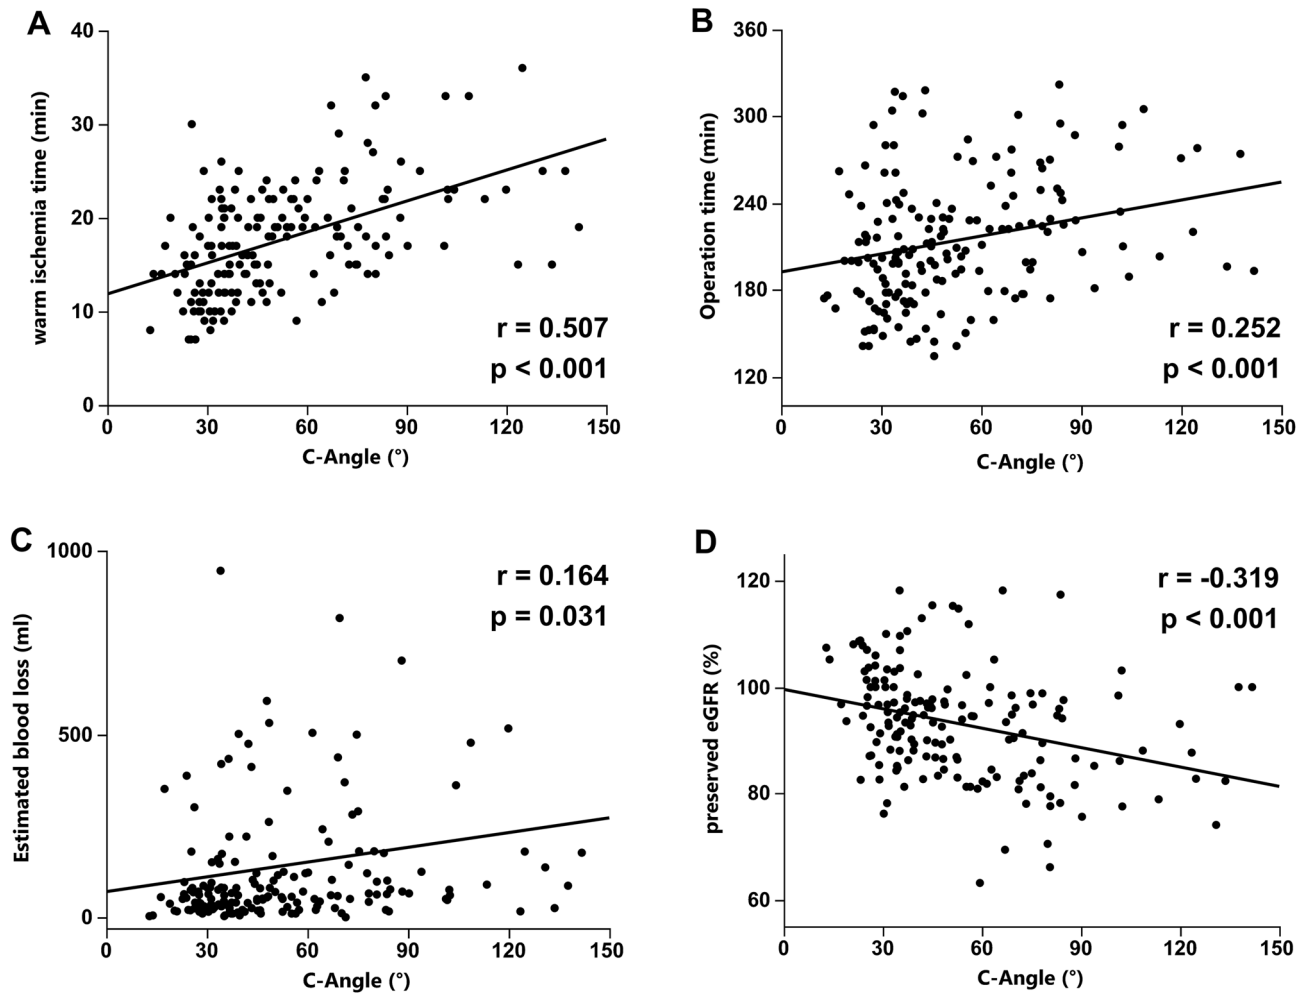 A
40
30
20
10
0
warm ischemia time (min)
r = 0.507
p < 0.001
0 30 60 90 120 150
C-Angle (°)
B
360
300
240
180
120
Operation time (min)
r = 0.252
p < 0.001
0 30 60 90 120 150
C-Angle (°)
C
1000
500
0
Estimated blood loss (ml)
r = 0.164
p = 0.031
0 30 60 90 120 150
C-Angle (°)
D
120
100
80
60
preserved eGFR (%)
r = -0.319
p < 0.001
0 30 60 90 120 150
C-Angle (°)